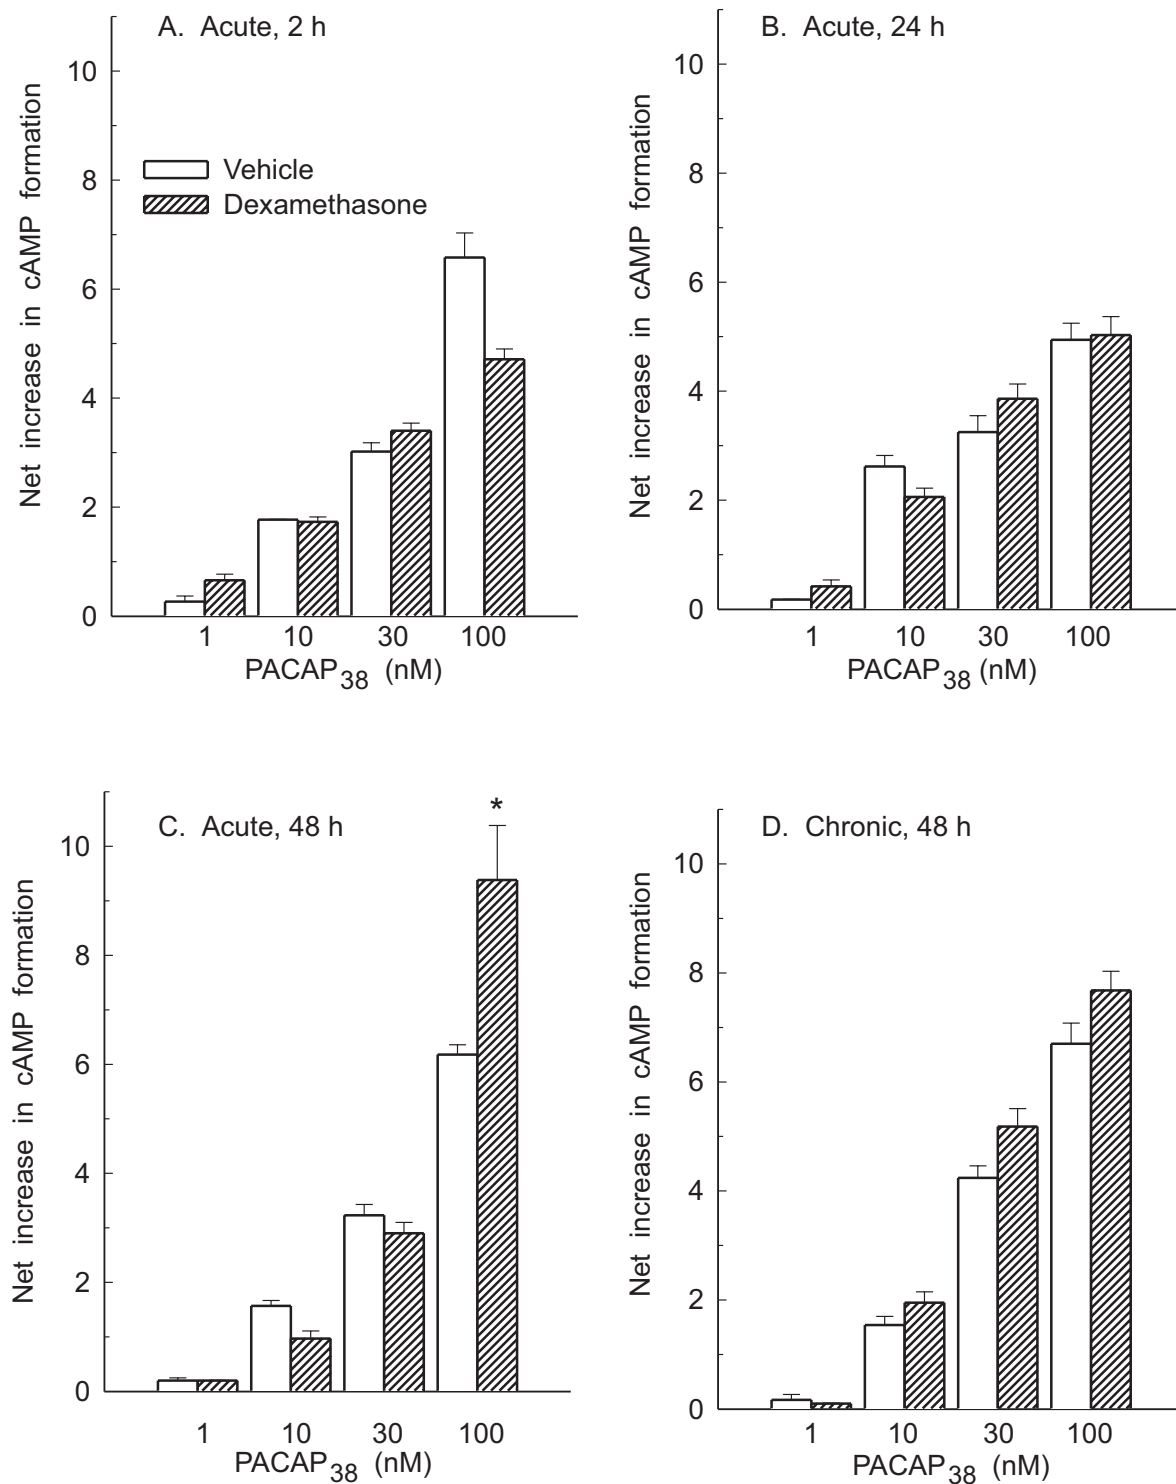 A. Acute, 2 h
Net increase in cAMP formation
10
8
6
4
2
0
Vehicle
Dexamethasone
1 10 30 100
PACAP38 (nM)
B. Acute, 24 h
Net increase in cAMP formation
10
8
6
4
2
0
1 10 30 100
PACAP38 (nM)
C. Acute, 48 h
Net increase in cAMP formation
10
8
6
4
2
0
*
1 10 30 100
PACAP38 (nM)
D. Chronic, 48 h
Net increase in cAMP formation
10
8
6
4
2
0
1 10 30 100
PACAP38 (nM)